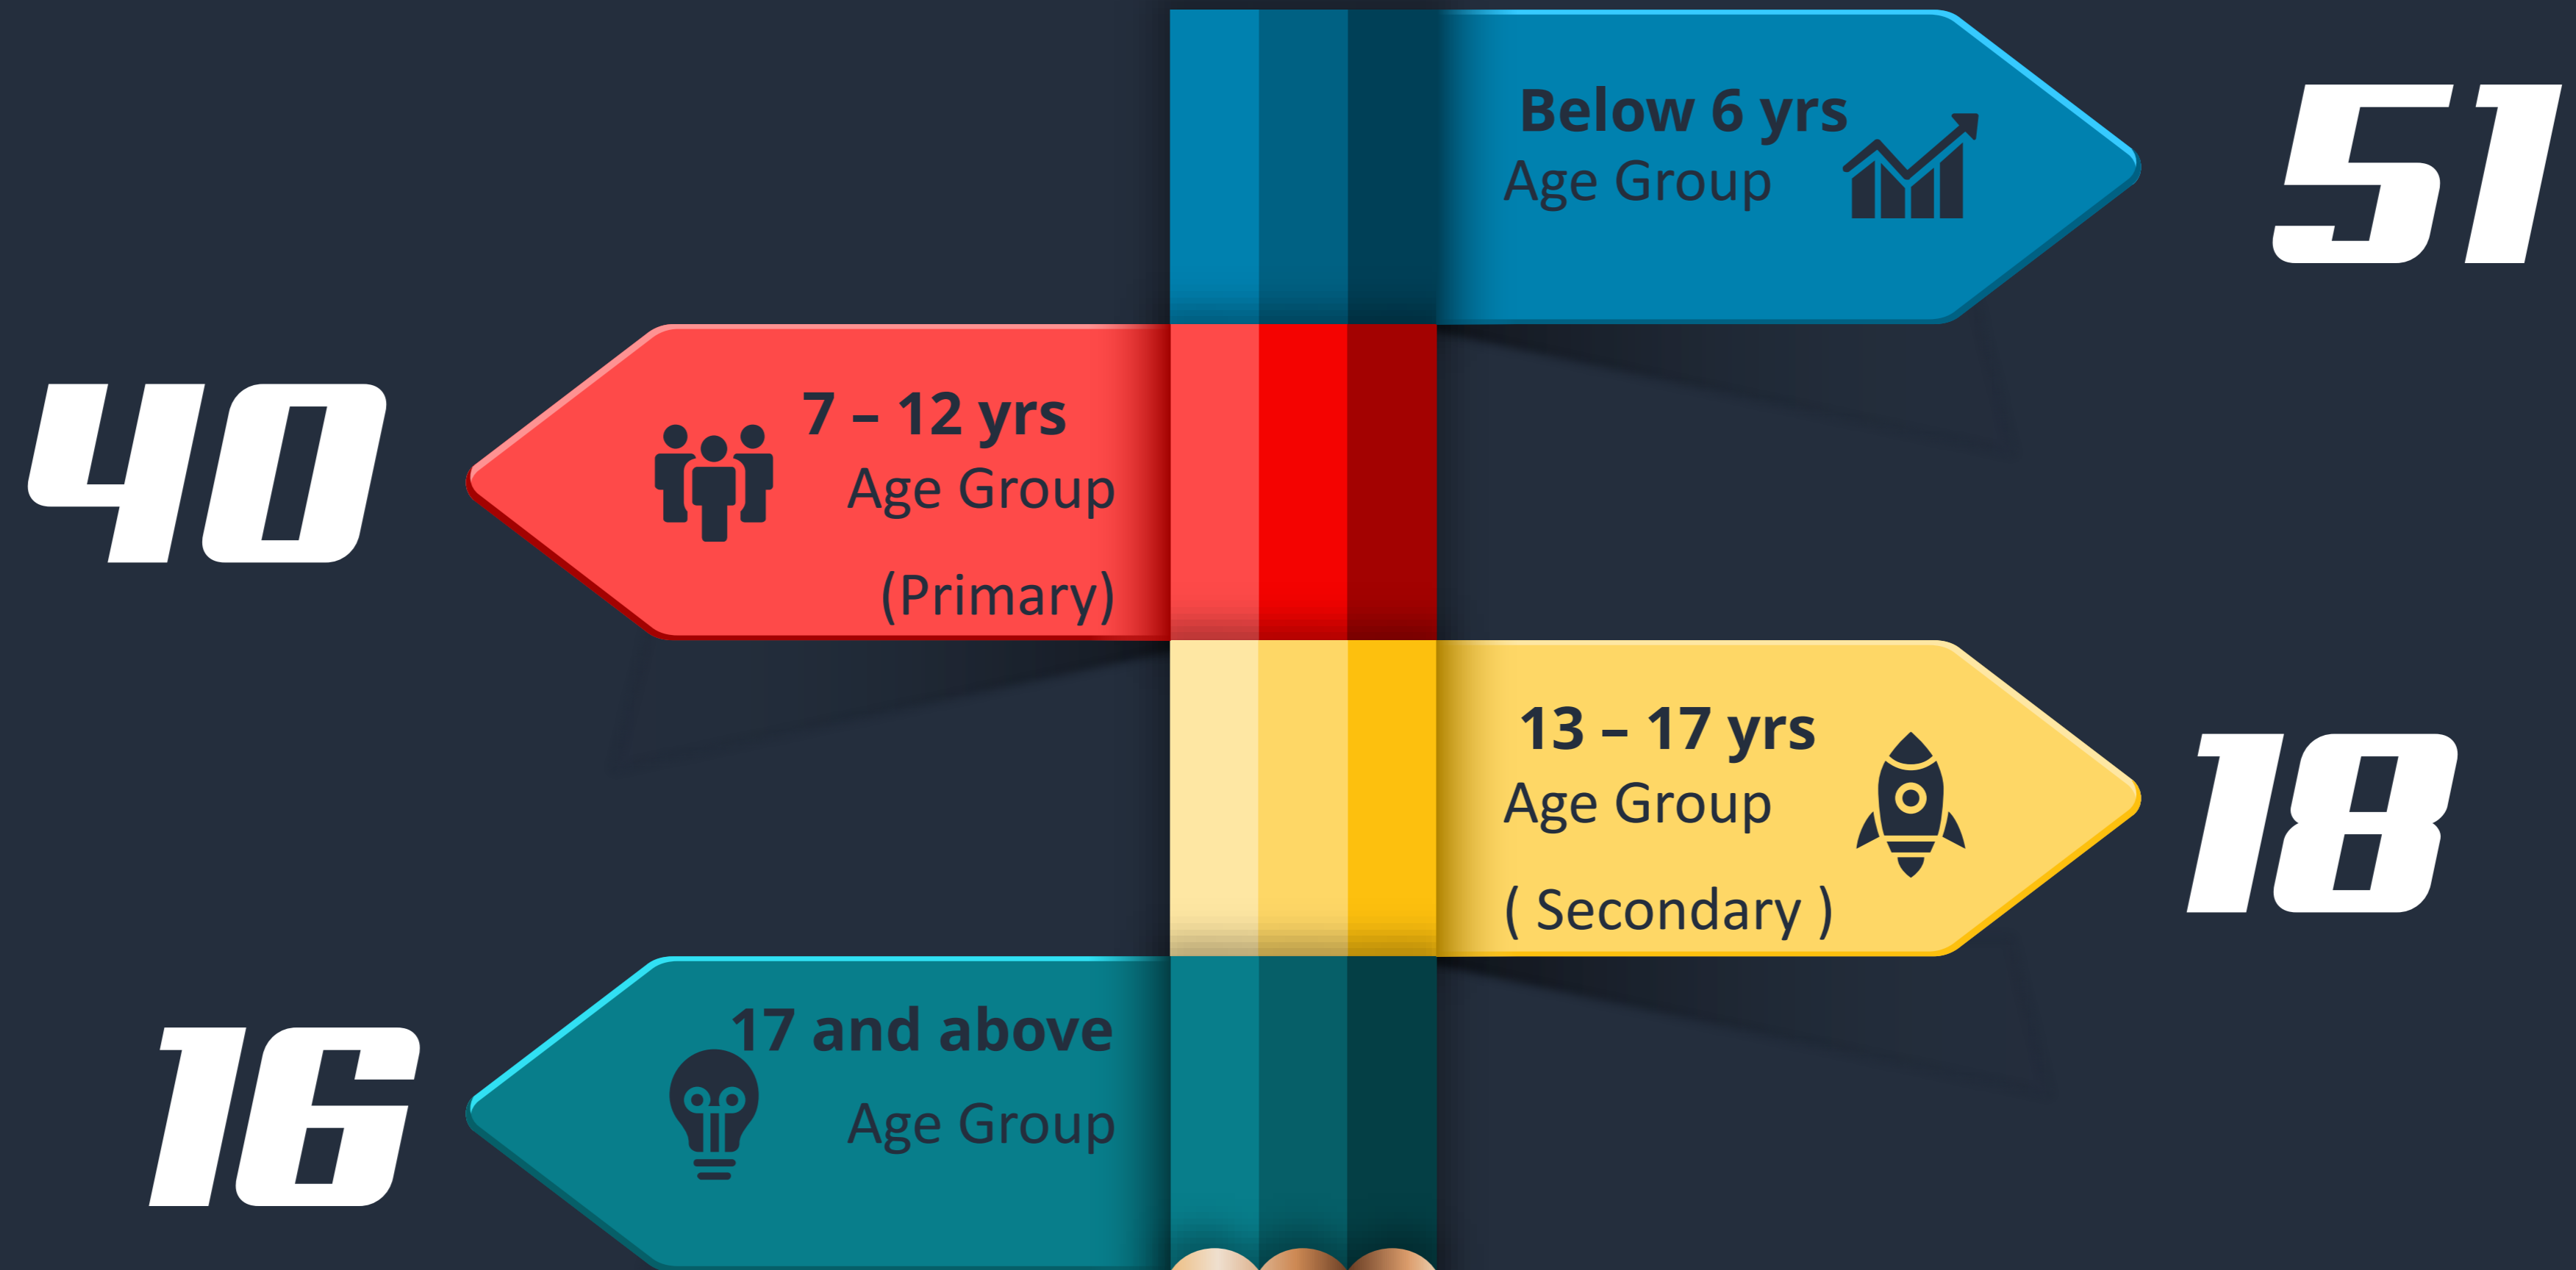 Below 6 yrs
Age Group
51
40
7 – 12 yrs
Age Group
(Primary)
13 – 17 yrs
Age Group
( Secondary )
18
16
17 and above
Age Group